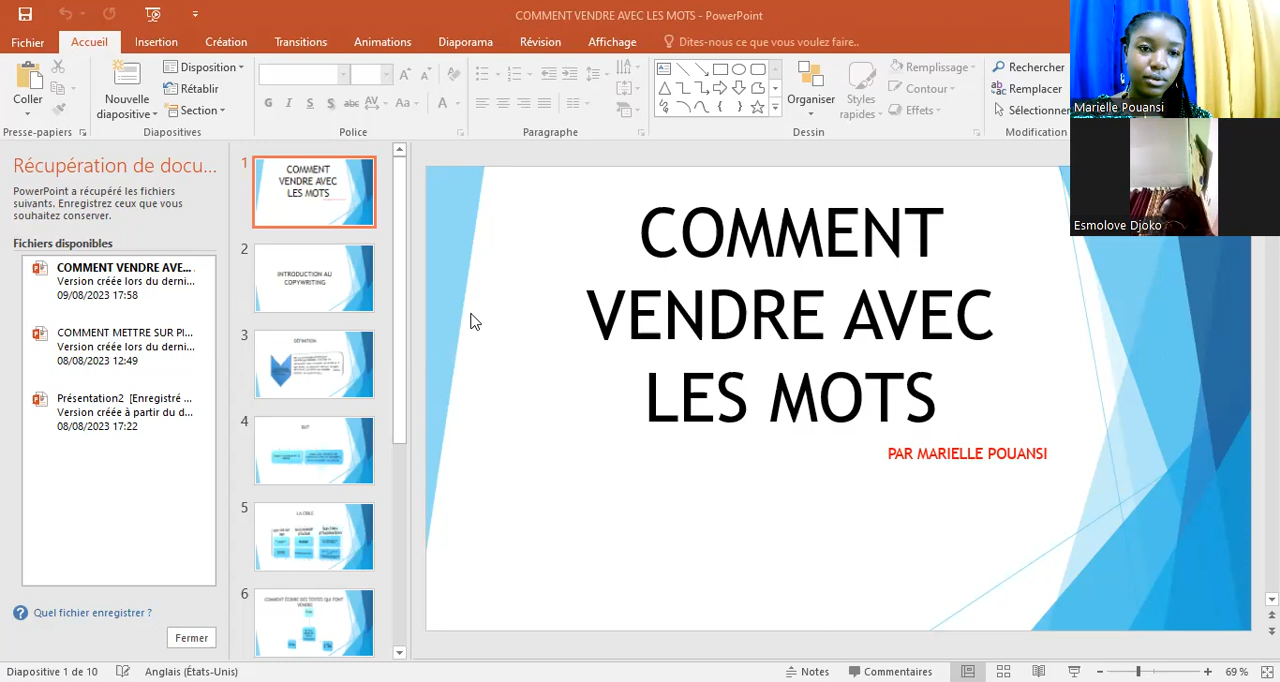 COMMENT VENDRE AVEC LES MOTS - PowerPoint
Fichier
Accueil
Insertion
Création
Transitions
Animations
Diaporama
Révision
Affichage
Dites-nous ce que vous voulez faire..
Coller
Nouvelle
diapositive
Disposition
Rétablir
Section
Organiser
Styles
rapides
Remplissage
Contour
Effets
Rechercher
Remplacer
Sélectionner
Presse-papiers
Diapositives
Police
Paragraphe
Dessin
Modification
Marielle Pouansi
Esmolove Djoko
Récupération de docu...
PowerPoint a récupéré les fichiers
suivants. Enregistrez ceux que vous
souhaitez conserver.
Fichiers disponibles
COMMENT VENDRE AVE...
Version créée lors du derni...
09/08/2023 17:58
COMMENT METTRE SUR PI...
Version créée lors du derni...
08/08/2023 12:49
Présentation2 [Enregistré ...
Version créée à partir du d...
08/08/2023 17:22
Quel fichier enregistrer ?
Fermer
1
COMMENT
VENDRE AVEC
LES MOTS
2
INTRODUCTION AU
COPYWRITING
3
DÉFINITION
4
BUT
5
LA CIBLE
6
COMMENT ÉCRIRE DES TEXTES QUI FONT
VENDRE
COMMENT
VENDRE AVEC
LES MOTS
PAR MARIELLE POUANSI
Diapositive 1 de 10
Anglais (États-Unis)
Notes
Commentaires
69 %